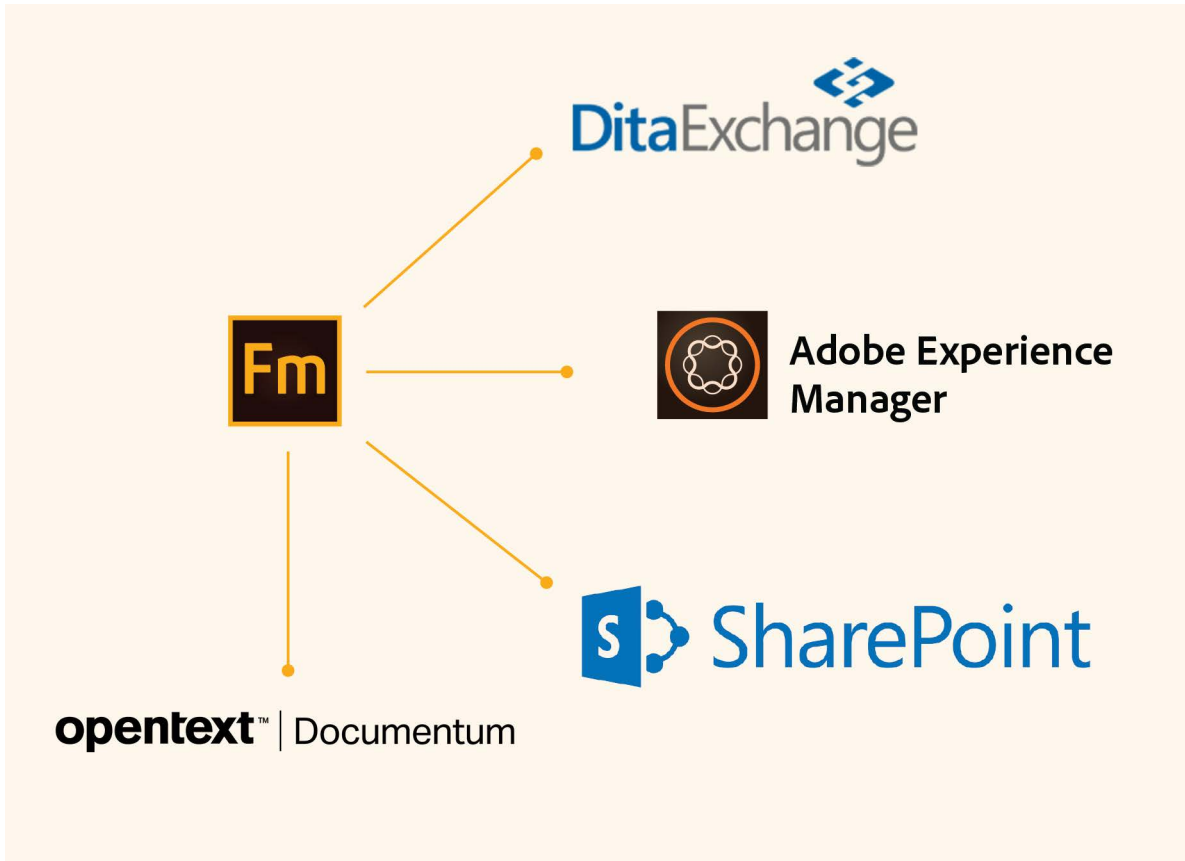 DitaExchange
Fm
Adobe Experience
Manager
S
SharePoint
opentext™ | Documentum